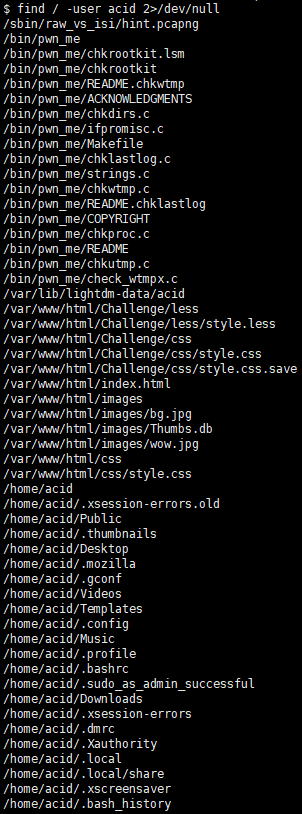 $ find / -user acid 2>/dev/null
/sbin/raw_vs_isi/hint.pcapng
/bin/pwn_me
/bin/pwn_me/chkrootkit.lsm
/bin/pwn_me/chkrootkit
/bin/pwn_me/README.chkwtmp
/bin/pwn_me/ACKNOWLEDGMENTS
/bin/pwn_me/chkdirs.c
/bin/pwn_me/ifpromisc.c
/bin/pwn_me/Makefile
/bin/pwn_me/chklastlog.c
/bin/pwn_me/strings.c
/bin/pwn_me/chkwtmp.c
/bin/pwn_me/README.chklastlog
/bin/pwn_me/COPYRIGHT
/bin/pwn_me/chkproc.c
/bin/pwn_me/README
/bin/pwn_me/chkutmp.c
/bin/pwn_me/check_wtmpx.c
/var/lib/lightdm-data/acid
/var/www/html/Challenge/less
/var/www/html/Challenge/less/style.less
/var/www/html/Challenge/css
/var/www/html/Challenge/css/style.css
/var/www/html/Challenge/css/style.css.save
/var/www/html/index.html
/var/www/html/images
/var/www/html/images/bg.jpg
/var/www/html/images/Thumbs.db
/var/www/html/images/wow.jpg
/var/www/html/css
/var/www/html/css/style.css
/home/acid
/home/acid/.xsession-errors.old
/home/acid/Public
/home/acid/.thumbnails
/home/acid/Desktop
/home/acid/.mozilla
/home/acid/.gconf
/home/acid/Videos
/home/acid/Templates
/home/acid/.config
/home/acid/Music
/home/acid/.profile
/home/acid/.bashrc
/home/acid/.sudo_as_admin_successful
/home/acid/Downloads
/home/acid/.xsession-errors
/home/acid/.dmrc
/home/acid/.Xauthority
/home/acid/.local
/home/acid/.local/share
/home/acid/.xscreensaver
/home/acid/.bash_history